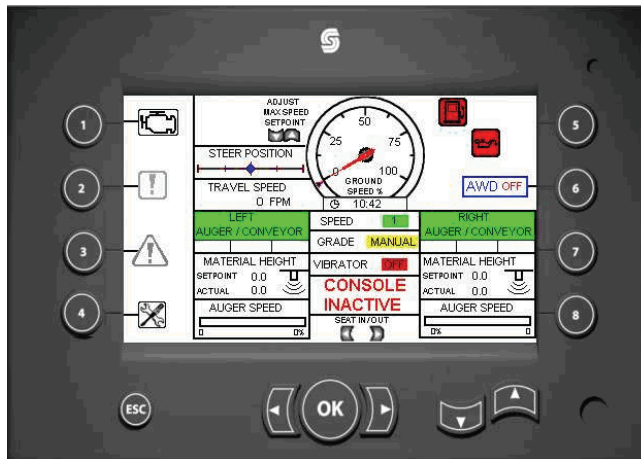 ADJUST
MAX SPEED
SETPOINT
50
25
75
0
100
GROUND
SPEED %
STEER POSITION
TRAVEL SPEED
0 FPM
10:42
AWD OFF
LEFT
AUGER / CONVEYOR
SPEED
1
RIGHT
AUGER / CONVEYOR
GRADE
MANUAL
MATERIAL HEIGHT
SETPOINT 0.0
ACTUAL 0.0
VIBRATOR
OFF
MATERIAL HEIGHT
SETPOINT 0.0
ACTUAL 0.0
CONSOLE
INACTIVE
AUGER SPEED
0
0%
SEAT IN/OUT
AUGER SPEED
0
0%
1
2
3
4
5
6
7
8
ESC
OK